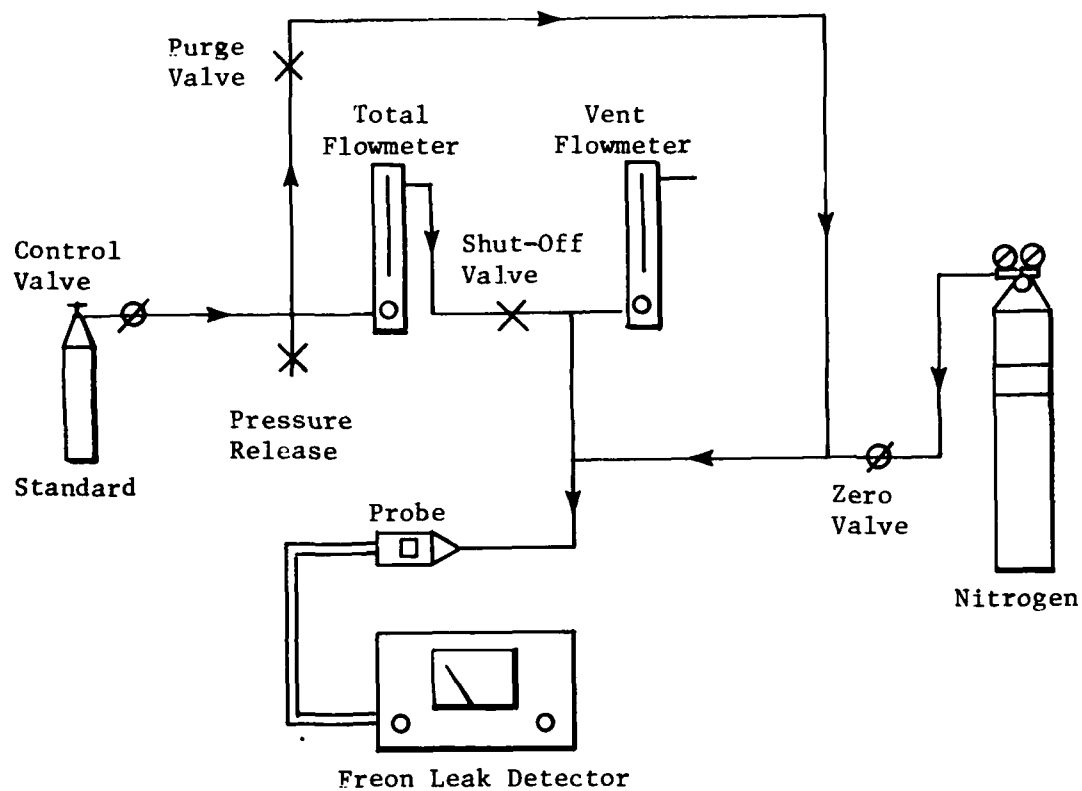 Purge
Valve
Total
Flowmeter
Vent
Flowmeter
Control
Valve
Shut-Off
Valve
Pressure
Release
Standard
Probe
Zero
Valve
Nitrogen
Freon Leak Detector